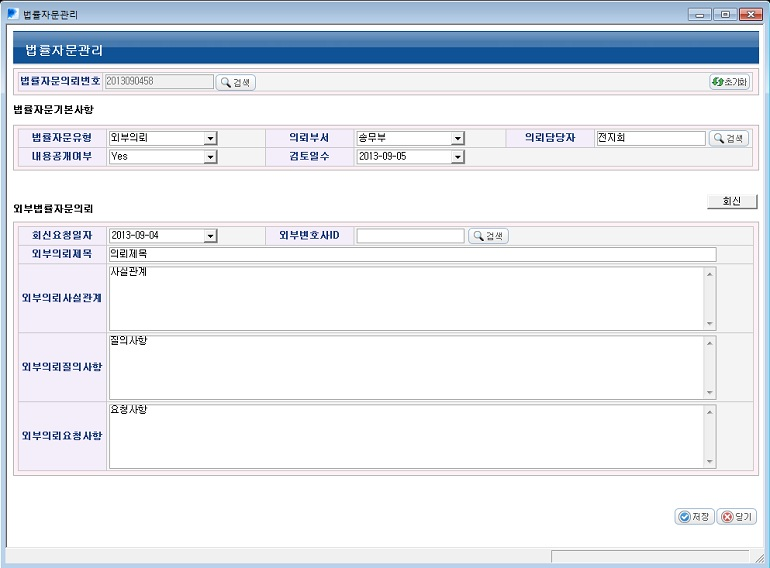 법률자문관리
법률자문관리
법률자문의뢰번호 2013090458 검색 초기화
법률자문기본사항
법률자문유형 외부의뢰 의뢰부서 송무부 의뢰담당자 전지희 검색
내용공개여부 Yes 검토일수 2013-09-05
회신
외부법률자문의뢰
회신요청일자 2013-09-04 외부변호사ID 검색
외부의뢰제목 의뢰제목
외부의뢰사실관계 사실관계
외부의뢰질의사항 질의사항
외부의뢰요청사항 요청사항
저장 닫기